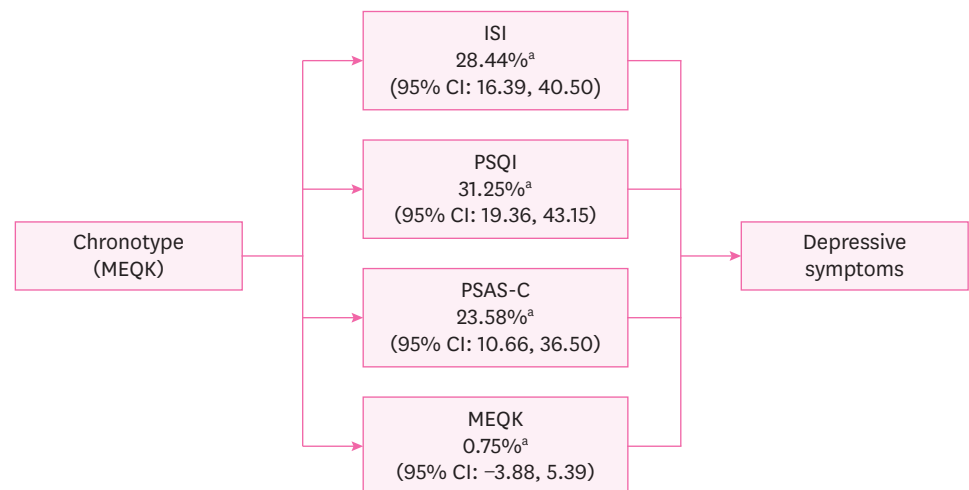 Chronotype
(MEQK)
ISI
28.44%ᵃ
(95% CI: 16.39, 40.50)
PSQI
31.25%ᵃ
(95% CI: 19.36, 43.15)
PSAS-C
23.58%ᵃ
(95% CI: 10.66, 36.50)
MEQK
0.75%ᵃ
(95% CI: −3.88, 5.39)
Depressive
symptoms